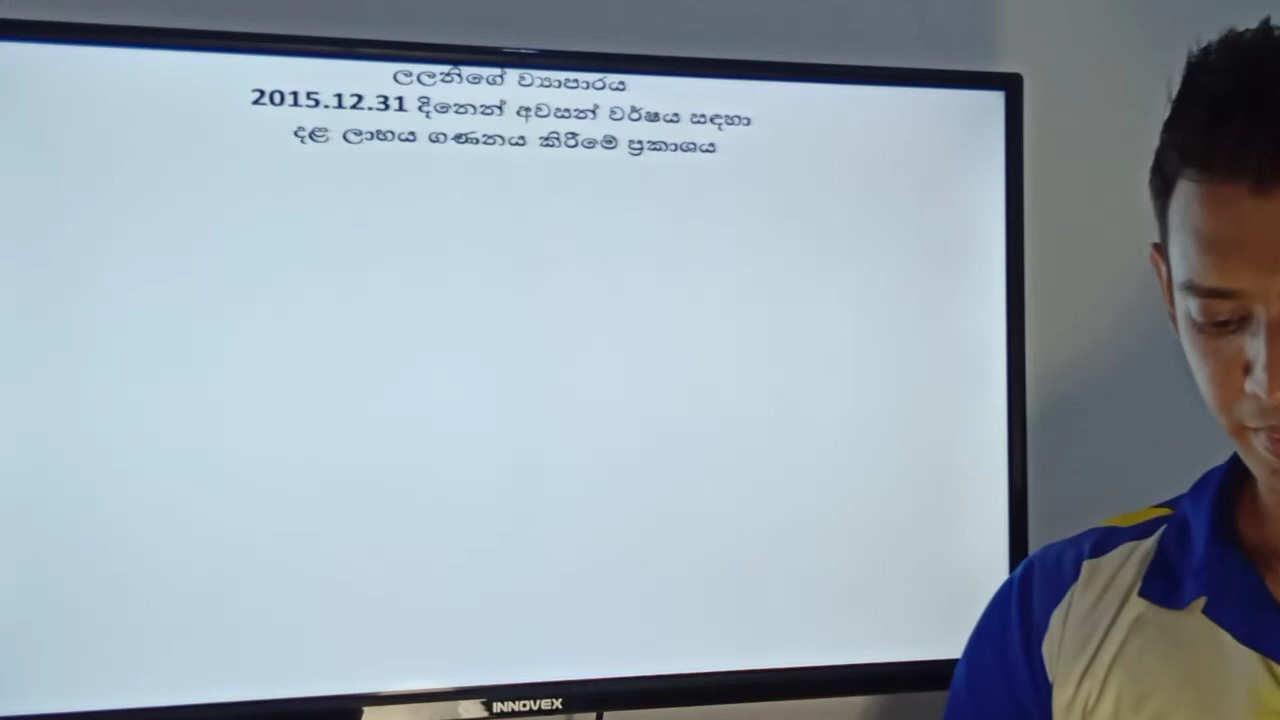 ලලනිගේ ව්‍යාපාරය
2015.12.31 දිනෙන් අවසන් වර්ෂය සඳහා
දළ ලාභය ගණනය කිරීමේ ප්‍රකාශය
INNOVEX